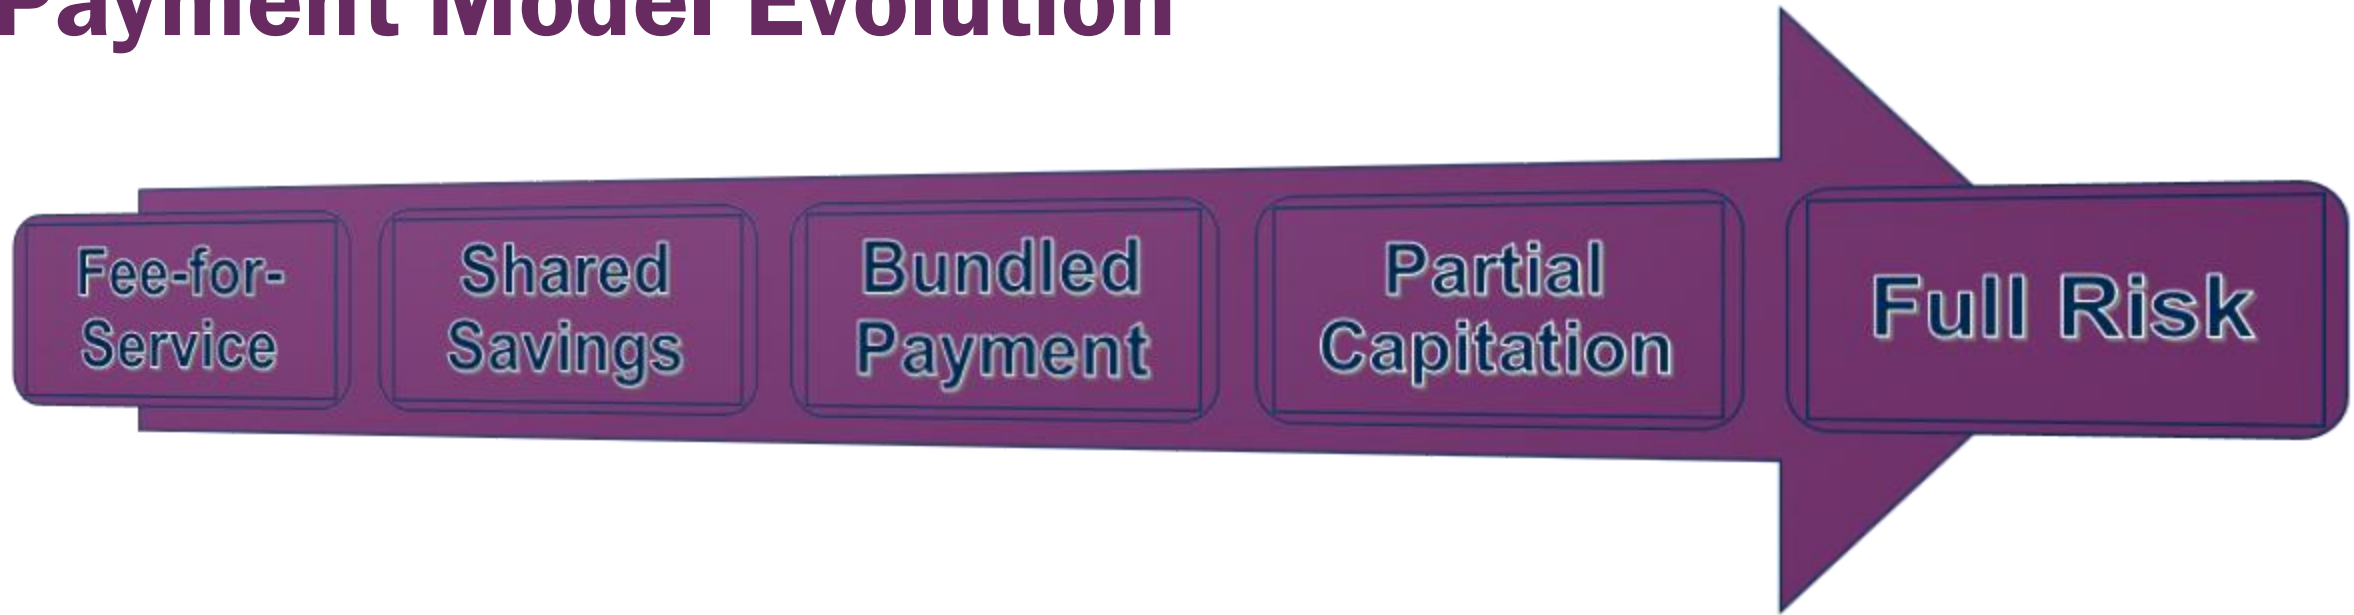 Payment Model Evolution
Fee-for-
Service
Shared
Savings
Bundled
Payment
Partial
Capitation
Full Risk